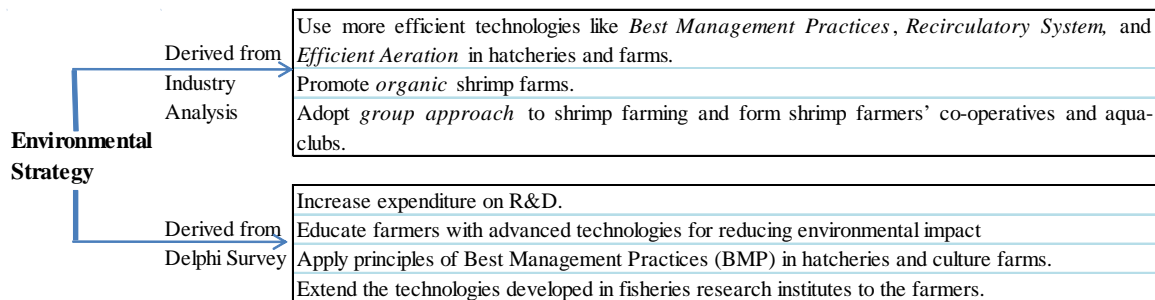 Environmental
Strategy
Derived from
Industry
Analysis
Use more efficient technologies like Best Management Practices, Recirculatory System, and
Efficient Aeration in hatcheries and farms.
Promote organic shrimp farms.
Adopt group approach to shrimp farming and form shrimp farmers’ co-operatives and aqua-
clubs.
Derived from
Delphi Survey
Increase expenditure on R&D.
Educate farmers with advanced technologies for reducing environmental impact
Apply principles of Best Management Practices (BMP) in hatcheries and culture farms.
Extend the technologies developed in fisheries research institutes to the farmers.